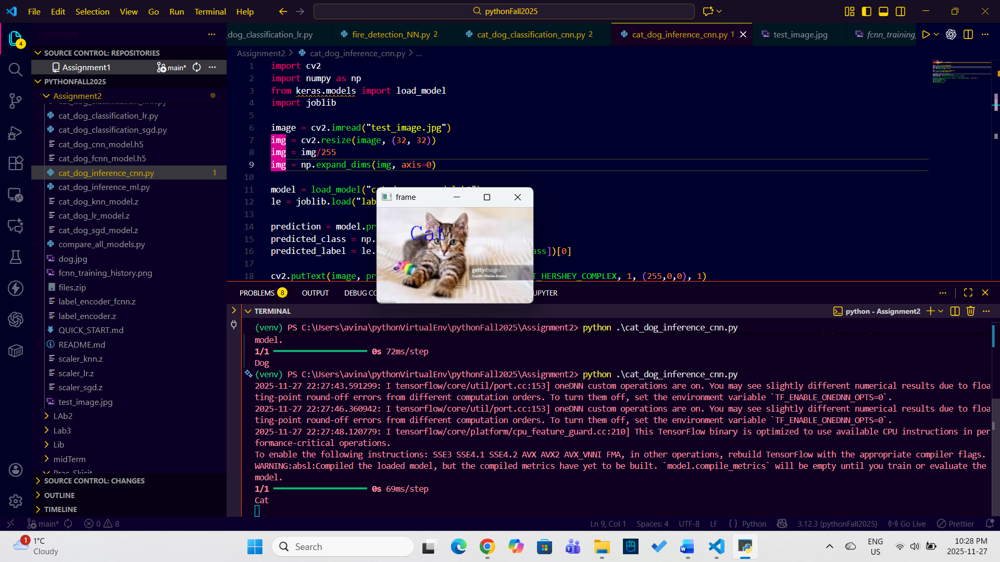 File Edit Selection View Go Run Terminal Help
pythonFall2025
EXPLORER
SOURCE CONTROL: REPOSITORIES
Assignment1 main*
PYTHONFALL2025
Assignment2
cat_dog_classification_lr.py
cat_dog_classification_sgd.py
cat_dog_cnn_model.h5
cat_dog_fcnn_model.h5
cat_dog_inference_cnn.py 1
cat_dog_inference_ml.py
cat_dog_knn_model.z
cat_dog_lr_model.z
cat_dog_sgd_model.z
compare_all_models.py
dog.jpg
fcnn_training_history.png
files.zip
label_encoder_fcnn.z
label_encoder.z
QUICK_START.md
README.md
scaler_knn.z
scaler_lr.z
scaler_sgd.z
test_image.jpg
LAb2
Lab3
Lib
midTerm
SOURCE CONTROL: CHANGES
OUTLINE
TIMELINE
4
_dog_classification_lr.py
fire_detection_NN.py 2
cat_dog_classification_cnn.py 2
cat_dog_inference_cnn.py 1
test_image.jpg
fcnn_training_
Assignment2 > cat_dog_inference_cnn.py > ...
1 import cv2
2 import numpy as np
3 from keras.models import load_model
4 import joblib
5
6 image = cv2.imread("test_image.jpg")
7 img = cv2.resize(image, (32, 32))
8 img = img/255
9 img = np.expand_dims(img, axis=0)
10
11 model = load_model("c
12 le = joblib.load("lab
13
14 prediction = model.pr
15 predicted_class = np.
16 predicted_label = le. ass])[0]
17
18 cv2.putText(image, pr T_HERSHEY_COMPLEX, 1, (255,0,0), 1)
frame
Cat
gettyimages
Credit: Mariia Zotova
PROBLEMS 8 OUTPUT DEBUG CO UPYTER
TERMINAL
python - Assignment2
(venv) PS C:\Users\avina\pythonVirtualEnv\pythonFall2025\Assignment2> python .\cat_dog_inference_cnn.py
model.
1/1 0s 72ms/step
Dog
(venv) PS C:\Users\avina\pythonVirtualEnv\pythonFall2025\Assignment2> python .\cat_dog_inference_cnn.py
2025-11-27 22:27:43.591299: I tensorflow/core/util/port.cc:153] oneDNN custom operations are on. You may see slightly different numerical results due to floa
ting-point round-off errors from different computation orders. To turn them off, set the environment variable `TF_ENABLE_ONEDNN_OPTS=0`.
2025-11-27 22:27:46.360942: I tensorflow/core/util/port.cc:153] oneDNN custom operations are on. You may see slightly different numerical results due to floa
ting-point round-off errors from different computation orders. To turn them off, set the environment variable `TF_ENABLE_ONEDNN_OPTS=0`.
2025-11-27 22:27:48.120779: I tensorflow/core/platform/cpu_feature_guard.cc:210] This TensorFlow binary is optimized to use available CPU instructions in per
formance-critical operations.
To enable the following instructions: SSE3 SSE4.1 SSE4.2 AVX AVX2 AVX_VNNI FMA, in other operations, rebuild TensorFlow with the appropriate compiler flags.
WARNING:absl:Compiled the loaded model, but the compiled metrics have yet to be built. `model.compile_metrics` will be empty until you train or evaluate the
model.
1/1 0s 69ms/step
Cat
main* 0 8 Ln 9, Col 1 Spaces: 4 UTF-8 LF { } Python 3.12.3 (pythonFall2025) Go Live Prettier
1
1°C
Cloudy
Search
ENG
US
10:28 PM
2025-11-27